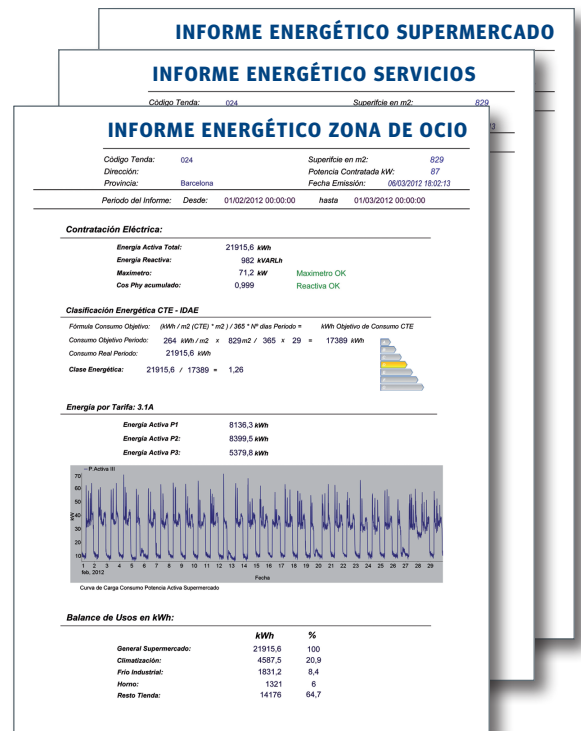 INFORME ENERGÉTICO SUPERMERCADO
INFORME ENERGÉTICO SERVICIOS
Código Tenda: 024 Superifcie en m2: 829
INFORME ENERGÉTICO ZONA DE OCIO
Código Tenda: 024 Superifcie en m2: 829
Dirección: Potencia Contratada kW: 87
Provincia: Barcelona Fecha Emisión: 06/03/2012 18:02:13
Periodo del Informe: Desde: 01/02/2012 00:00:00 hasta 01/03/2012 00:00:00
Contratación Eléctrica:
Energía Activa Total: 21915,6 kWh
Energía Reactiva: 982 kVARLh
Maxímetro: 71,2 kW Maximetro OK
Cos Phy acumulado: 0,999 Reactiva OK
Clasificación Energética CTE - IDAE
Fórmula Consumo Objetivo: (kWh / m2 (CTE) * m2 ) / 365 * Nº dias Periodo = kWh Objetivo de Consumo CTE
Consumo Objetivo Periodo: 264 kWh / m2 x 829 m2 / 365 x 29 = 17389 kWh
Consumo Real Periodo: 21915,6 kWh
Clase Energética: 21915,6 / 17389 = 1,26
Energía por Tarifa: 3.1A
Energía Activa P1 8136,3 kWh
Energía Activa P2: 8399,5 kWh
Energía Activa P3: 5379,8 kWh
P.Activa III
70
60
50
kW
40
30
20
10
1 2 3 4 5 6 7 8 9 10 11 12 13 14 15 16 17 18 19 20 21 22 23 24 25 26 27 28 29
feb, 2012
Fecha
Curva de Carga Consumo Potencia Activa Supermercado
Balance de Usos en kWh:
kWh %
General Supermercado: 21915,6 100
Climatización: 4587,5 20,9
Frio Industrial: 1831,2 8,4
Horno: 1321 6
Resto Tienda: 14176 64,7